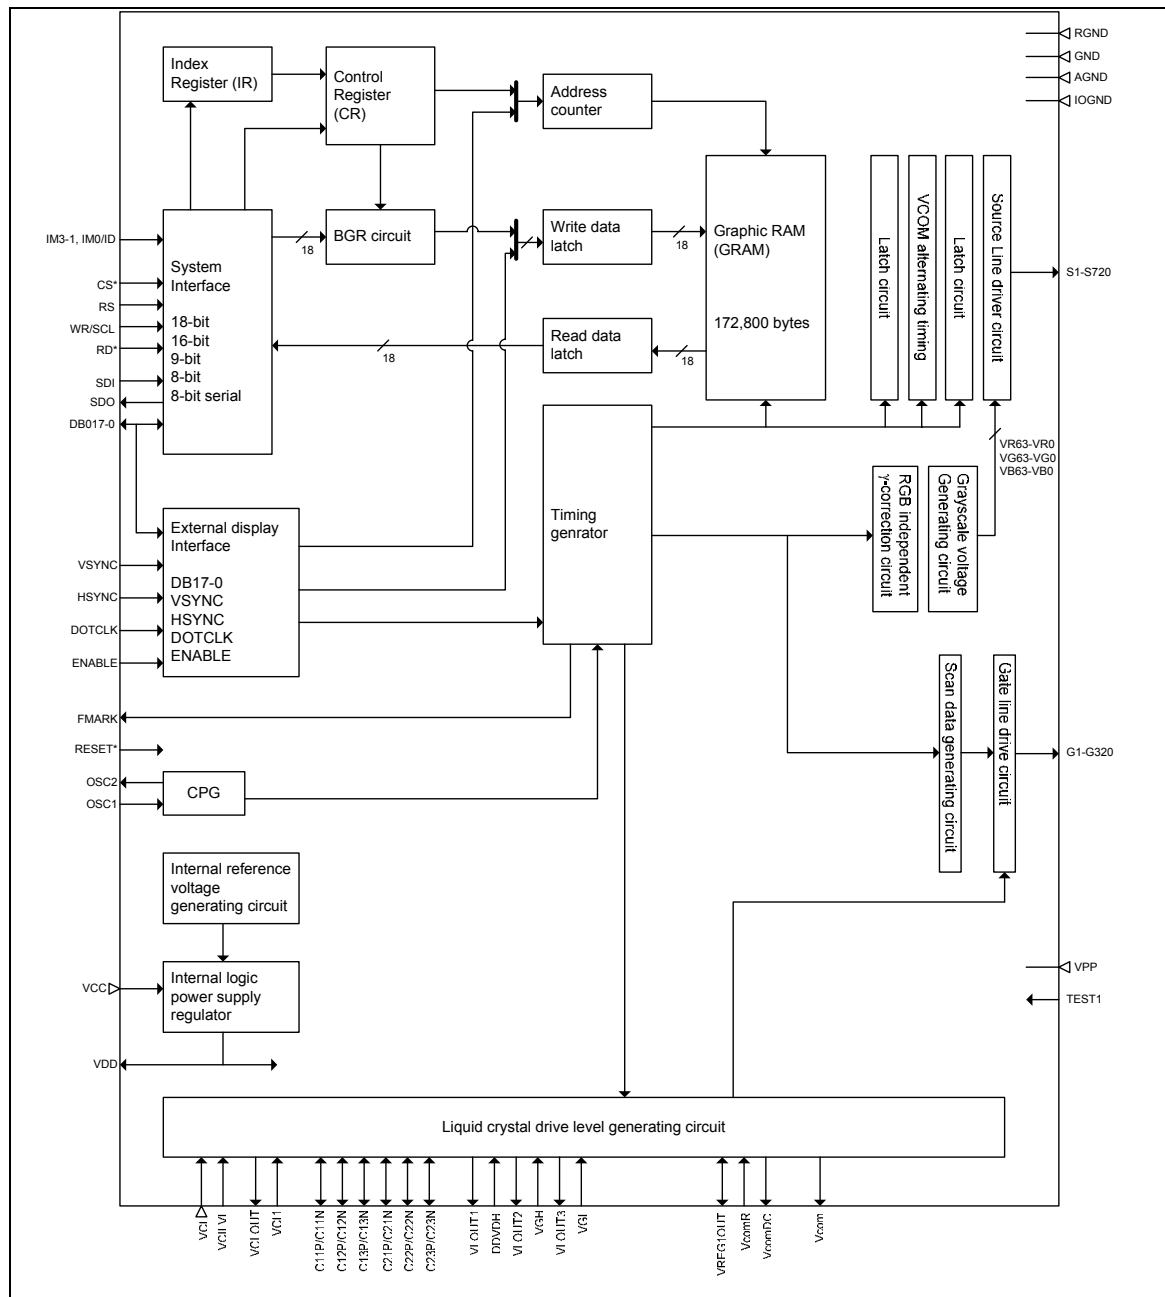 RGND
GND
AGND
IOGND
Index
Register (IR)
Control
Register
(CR)
Address
counter
IM3-1, IM0/ID
CS*
RS
WR/SCL
RD*
SDI
SDO
DB017-0
System
Interface
18-bit
16-bit
9-bit
8-bit
8-bit serial
18
BGR circuit
Write data
latch
18
Graphic RAM
(GRAM)
172,800 bytes
Read data
latch
18
18
Latch circuit
VCOM alternating timing
Latch circuit
Source Line driver circuit
S1-S720
VR63-VR0
VG63-VG0
VB63-VB0
External display
Interface
DB17-0
VSYNC
HSYNC
DOTCLK
ENABLE
VSYNC
HSYNC
DOTCLK
ENABLE
Timing
genrator
RGB independent
γ-correction circuit
Grayscale voltage
Generating circuit
FMARK
RESET*
OSC2
OSC1
CPG
Scan data generating circuit
Gate line drive circuit
G1-G320
Internal reference
voltage
generating circuit
VCC
Internal logic
power supply
regulator
VDD
VPP
TEST1
Liquid crystal drive level generating circuit
VCI
VCILVL
VCI OUT
VCI1
C11P/C11N
C12P/C12N
C13P/C13N
C21P/C21N
C22P/C22N
C23P/C23N
VLOUT1
DDVDH
VLOUT2
VGH
VLOUT3
VGL
VREG1OUT
VcomR
VcomDC
Vcom